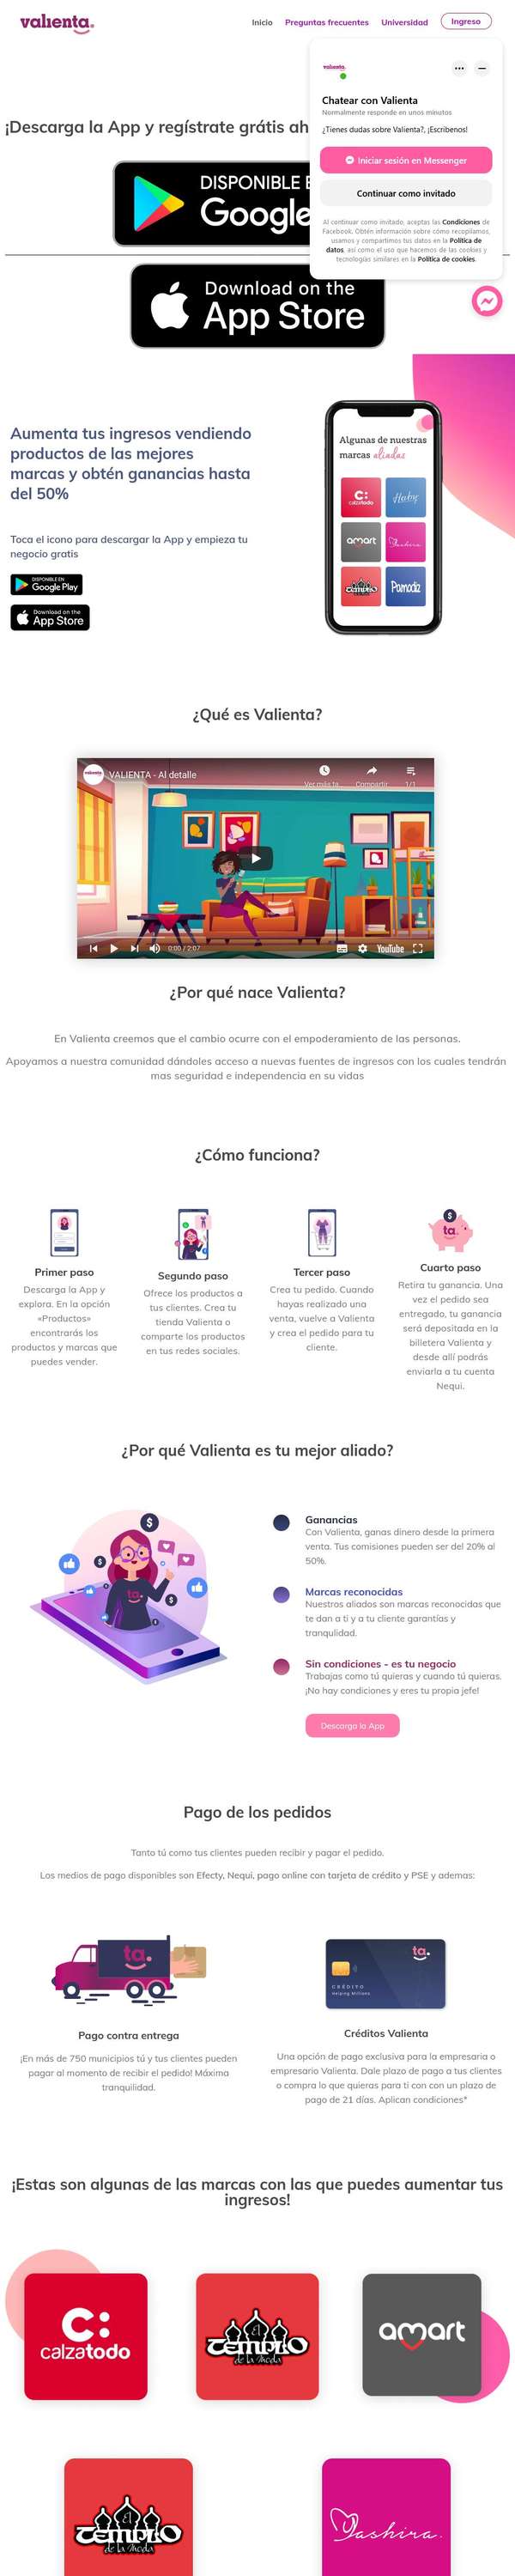 valienta.
Inicio
Preguntas frecuentes
Universidad
Ingreso
valienta.
Chatear con Valienta
Normalmente responde en unos minutos
¿Tienes dudas sobre Valienta?, ¡Escríbenos!
Iniciar sesión en Messenger
Continuar como invitado
Al continuar como invitado, aceptas las Condiciones de
Facebook. Obtén información sobre cómo recopilamos,
usamos y compartimos tus datos en la Política de
datos, así como el uso que hacemos de las cookies y
tecnologías similares en la Política de cookies.
¡Descarga la App y regístrate grátis ah
DISPONIBLE E
Google
Download on the
App Store
Aumenta tus ingresos vendiendo
productos de las mejores
marcas y obtén ganancias hasta
del 50%
Toca el icono para descargar la App y empieza tu
negocio gratis
DISPONIBLE EN
Google Play
Download on the
App Store
Algunas de nuestras
marcas aliadas
calzatodo
amart
Yashira
El TEMPLO de la Moda
Pomodiz
¿Qué es Valienta?
valienta.
VALIENTA - Al detalle
Ver más ta...
Compartir
1/1
0:00 / 2:07
YouTube
¿Por qué nace Valienta?
En Valienta creemos que el cambio ocurre con el empoderamiento de las personas.
Apoyamos a nuestra comunidad dándoles acceso a nuevas fuentes de ingresos con los cuales tendrán
mas seguridad e independencia en su vidas
¿Cómo funciona?
ta.
Primer paso
Descarga la App y
explora. En la opción
«Productos»
encontrarás los
productos y marcas que
puedes vender.
Segundo paso
Ofrece los productos a
tus clientes. Crea tu
tienda Valienta o
comparte los productos
en tus redes sociales.
Tercer paso
Crea tu pedido. Cuando
hayas realizado una
venta, vuelve a Valienta
y crea el pedido para tu
cliente.
Cuarto paso
Retira tu ganancia. Una
vez el pedido sea
entregado, tu ganancia
será depositada en la
billetera Valienta y
desde allí podrás
enviarla a tu cuenta
Nequi.
¿Por qué Valienta es tu mejor aliado?
ta.
Ganancias
Con Valienta, ganas dinero desde la primera
venta. Tus comisiones pueden ser del 20% al
50%.
Marcas reconocidas
Nuestros aliados son marcas reconocidas que
te dan a ti y a tu cliente garantías y
tranqulidad.
Sin condiciones - es tu negocio
Trabajas como tú quieras y cuando tú quieras.
¡No hay condiciones y eres tu propia jefe!
Descarga la App
Pago de los pedidos
Tanto tú como tus clientes pueden recibir y pagar el pedido.
Los medios de pago disponibles son Efecty, Nequi, pago online con tarjeta de crédito y PSE y ademas:
ta.
ta.
CRÉDITO
Helping Millions
Pago contra entrega
¡En más de 750 municipios tú y tus clientes pueden
pagar al momento de recibir el pedido! Máxima
tranquilidad.
Créditos Valienta
Una opción de pago exclusiva para la empresaria o
empresario Valienta. Dale plazo de pago a tus clientes
o compra lo que quieras para ti con con un plazo de
pago de 21 días. Aplican condiciones*
¡Estas son algunas de las marcas con las que puedes aumentar tus
ingresos!
calzatodo
El
TEMPLO
de la Moda
amart
El
TEMPLO
de la Moda
Yashira.